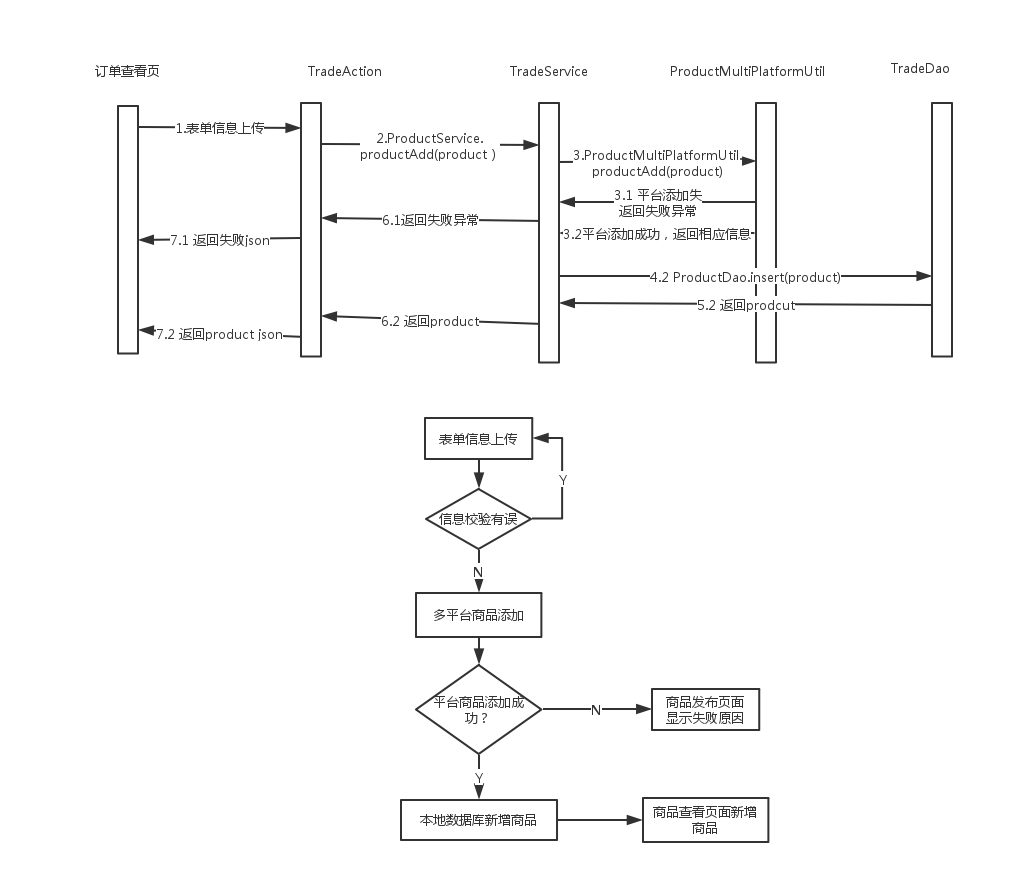 订单查看页
TradeAction
TradeService
ProductMultiPlatformUtil
TradeDao
1.表单信息上传
2.ProductService.
productAdd(product )
3.ProductMultiPlatformUtil.
productAdd(product)
3.1 平台添加失
返回失败异常
6.1返回失败异常
3.2平台添加成功，返回相应信息
7.1 返回失败json
4.2 ProductDao.insert(product)
5.2 返回prodcut
6.2 返回product
7.2 返回product json
表单信息上传
Y
信息校验有误
N
多平台商品添加
平台商品添加成
功？
N
商品发布页面
显示失败原因
Y
本地数据库新增商品
商品查看页面新增
商品